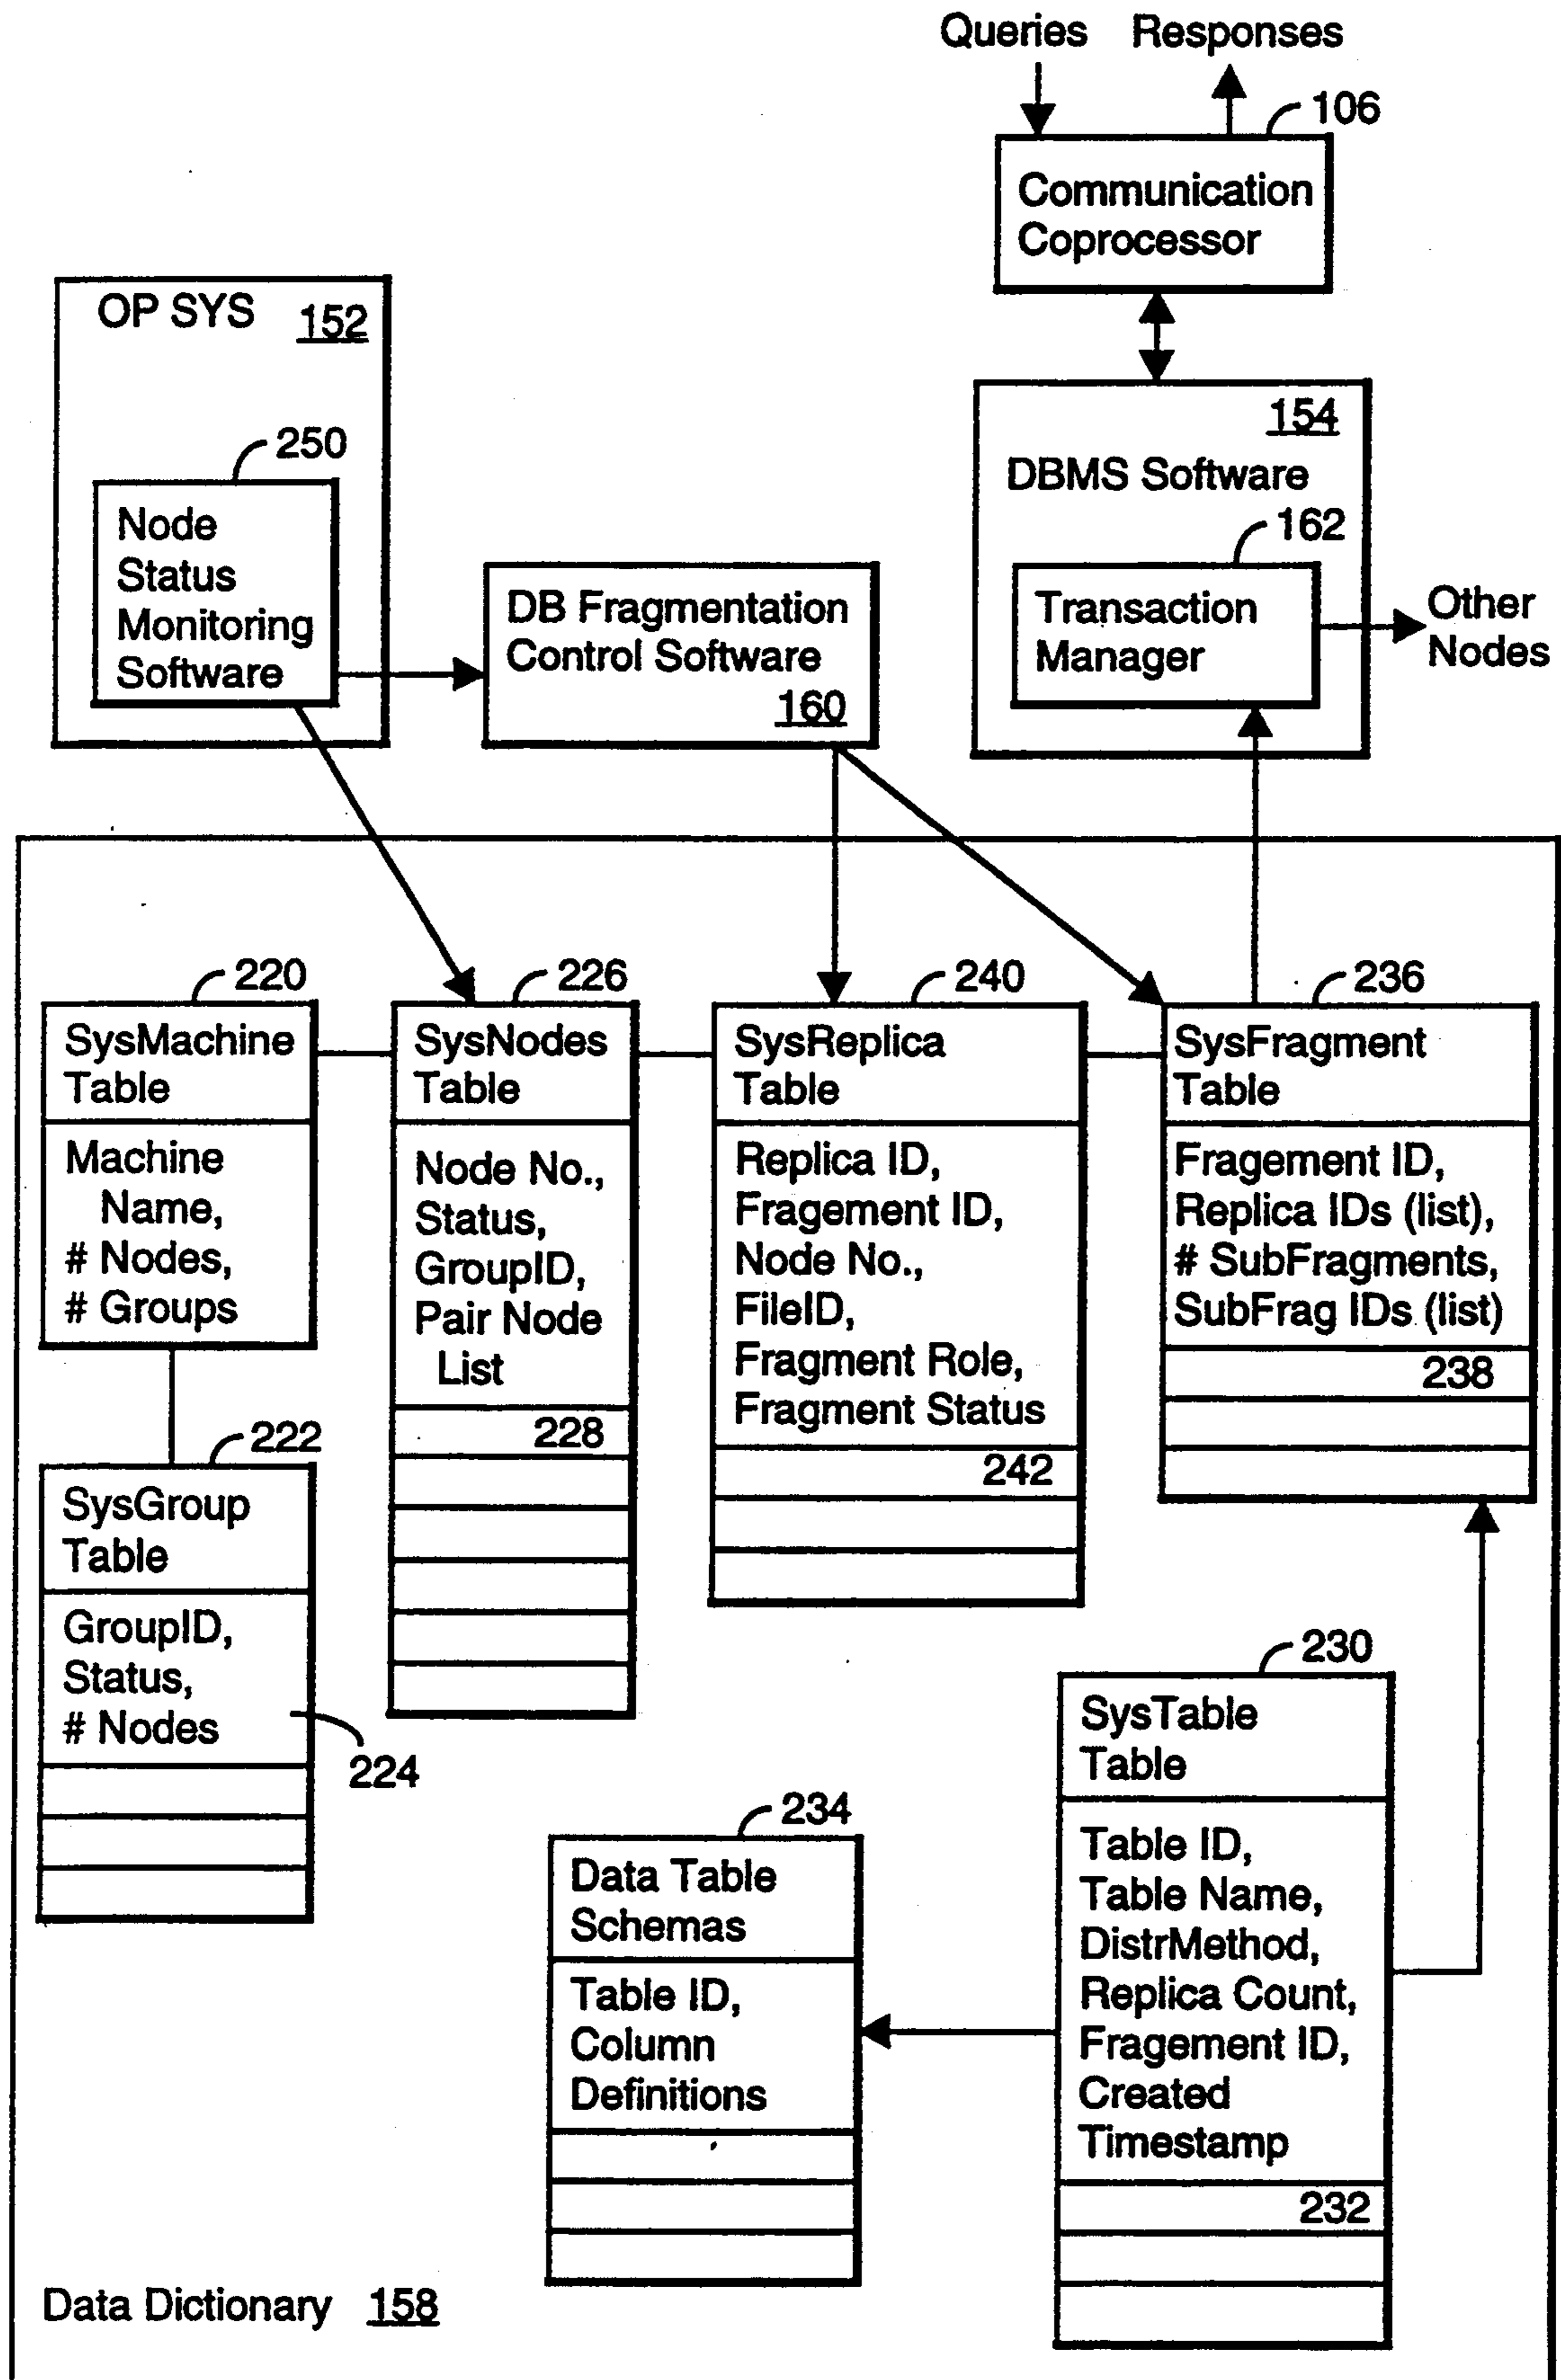 Queries Responses
106
Communication
Coprocessor
OP SYS 152
250
Node
Status
Monitoring
Software
DB Fragmentation
Control Software
160
154
DBMS Software
162
Transaction
Manager
Other
Nodes
220
SysMachine
Table
Machine
Name,
# Nodes,
# Groups
222
SysGroup
Table
GroupID,
Status,
# Nodes
224
226
SysNodes
Table
Node No.,
Status,
GroupID,
Pair Node
List
228
240
SysReplica
Table
Replica ID,
Fragement ID,
Node No.,
FileID,
Fragment Role,
Fragment Status
242
236
SysFragment
Table
Fragement ID,
Replica IDs (list),
# SubFragments,
SubFrag IDs (list)
238
234
Data Table
Schemas
Table ID,
Column
Definitions
230
SysTable
Table
Table ID,
Table Name,
DistrMethod,
Replica Count,
Fragement ID,
Created
Timestamp
232
Data Dictionary 158